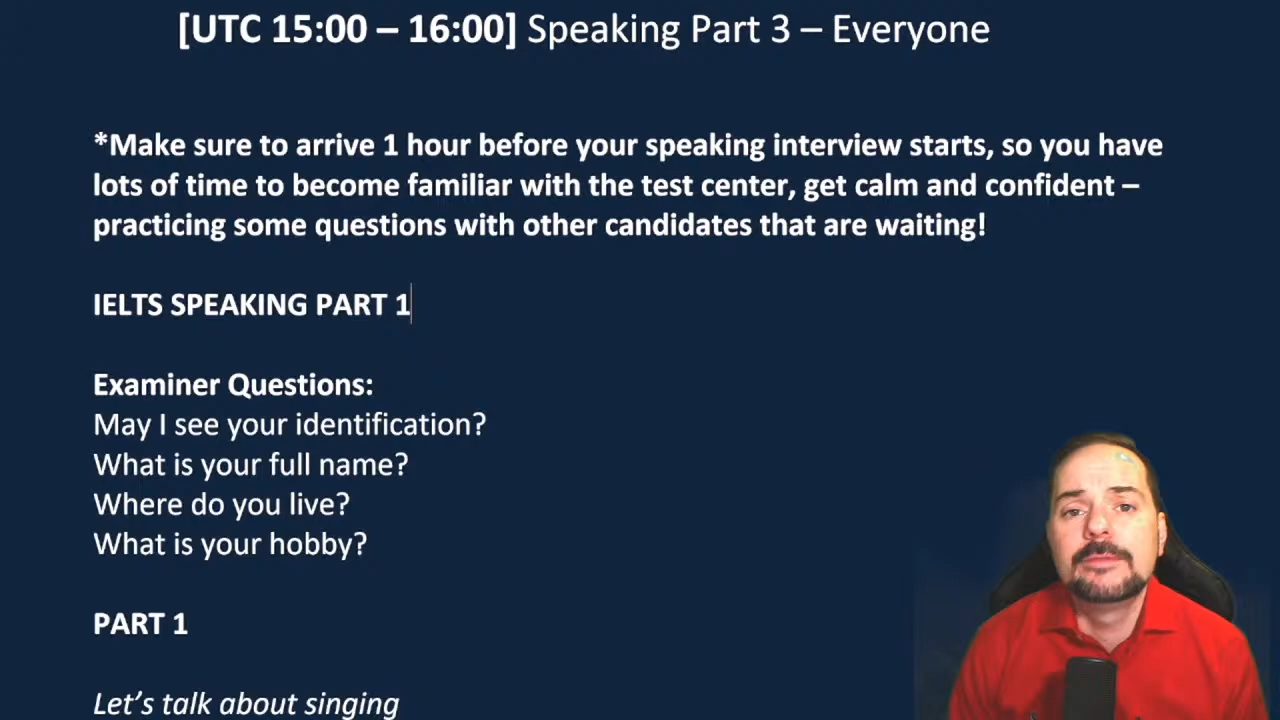 [UTC 15:00 – 16:00] Speaking Part 3 – Everyone
*Make sure to arrive 1 hour before your speaking interview starts, so you have
lots of time to become familiar with the test center, get calm and confident –
practicing some questions with other candidates that are waiting!
IELTS SPEAKING PART 1
Examiner Questions:
May I see your identification?
What is your full name?
Where do you live?
What is your hobby?
PART 1
Let’s talk about singing